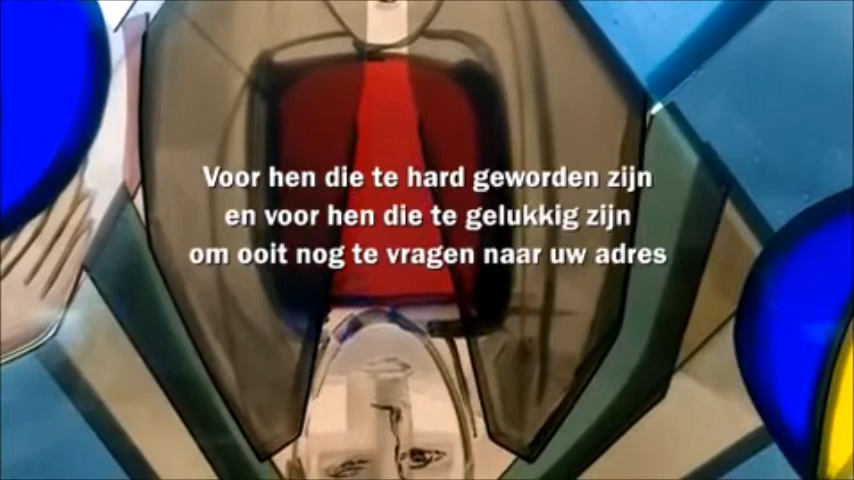 Voor hen die te hard geworden zijn
en voor hen die te gelukkig zijn
om ooit nog te vragen naar uw adres